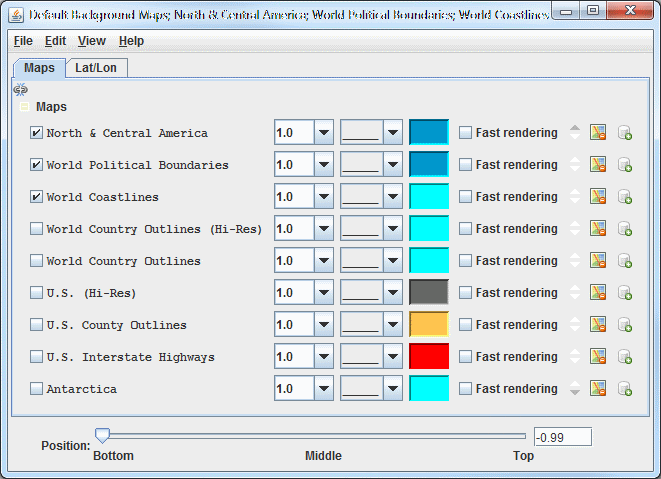 Default Background Maps; North & Central America; World Political Boundaries; World Coastlines.
File Edit View Help
Maps Lat/Lon
Maps
North & Central America 1.0 Fast rendering
World Political Boundaries 1.0 Fast rendering
World Coastlines 1.0 Fast rendering
World Country Outlines (Hi-Res) 1.0 Fast rendering
World Country Outlines 1.0 Fast rendering
U.S. (Hi-Res) 1.0 Fast rendering
U.S. County Outlines 1.0 Fast rendering
U.S. Interstate Highways 1.0 Fast rendering
Antarctica 1.0 Fast rendering
Position: -0.99
Bottom Middle Top